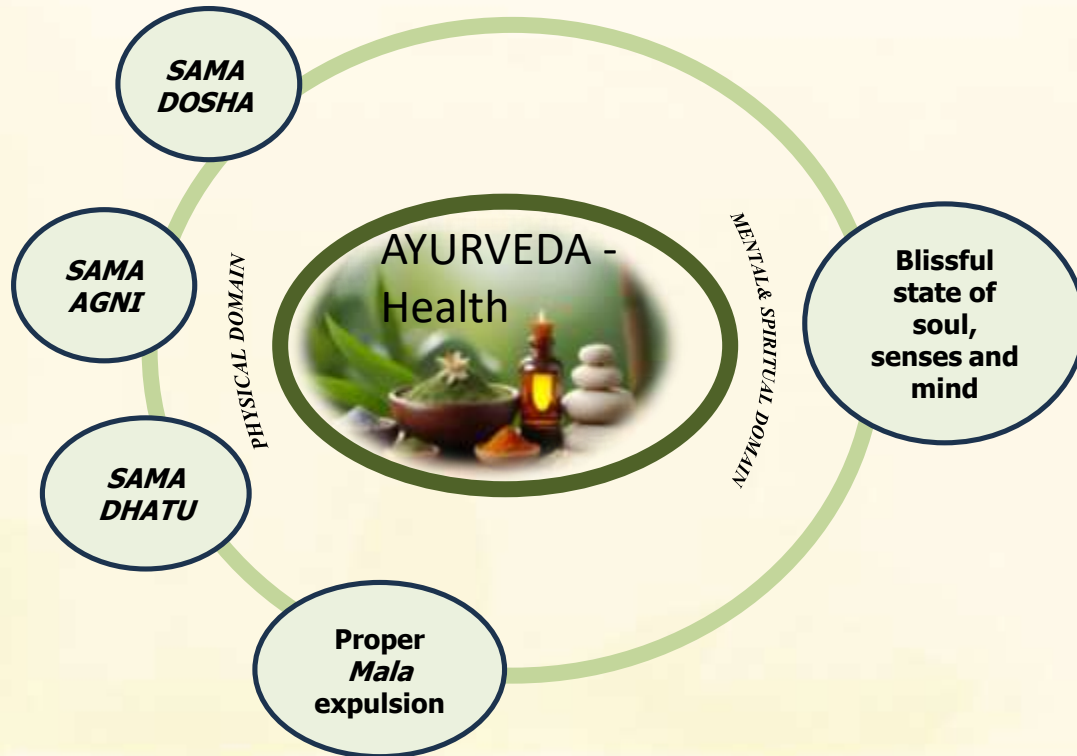 SAMA
DOSHA
SAMA
AGNI
SAMA
DHATU
Proper
Mala
expulsion
PHYSICAL DOMAIN
AYURVEDA -
Health
MENTAL& SPIRITUAL DOMAIN
Blissful
state of
soul,
senses and
mind